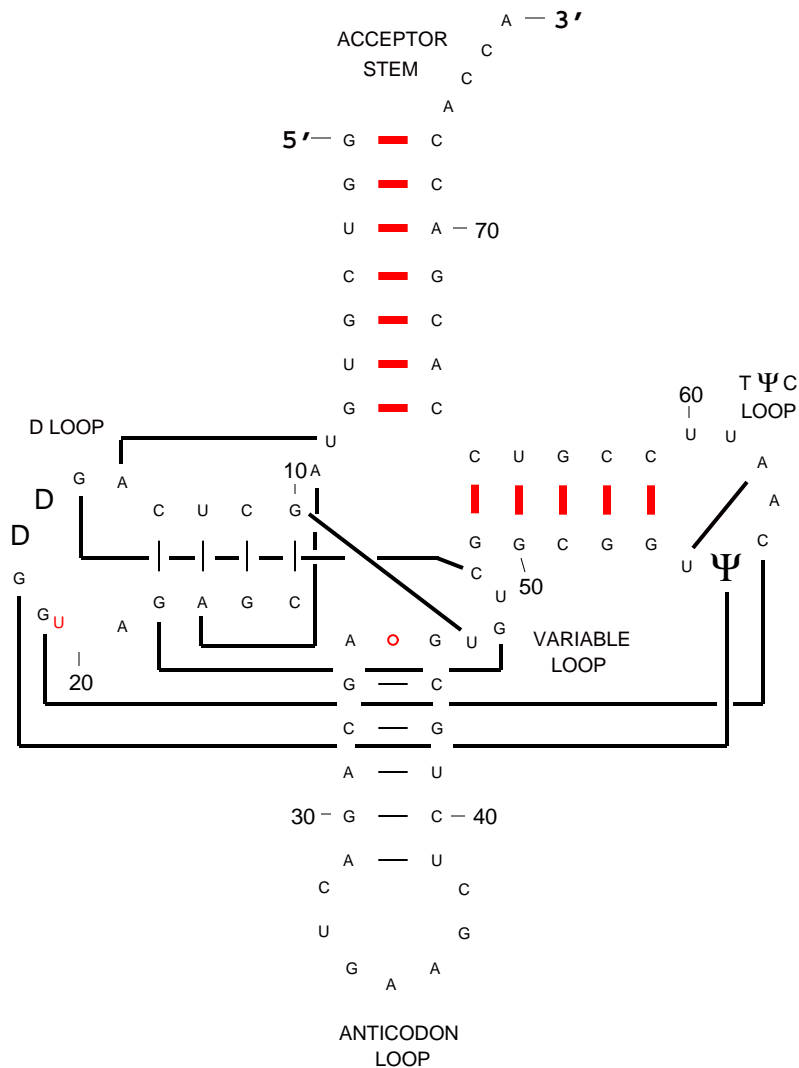 A 3′
ACCEPTOR C
STEM C
A
5′ G C
G C
U A 70
C G
G C
U A
60 T Ψ C
D LOOP G C LOOP
U U U
C U G C C
10 A A
D G A
C U C G A
D G G C G G C
C U Ψ
G 50
G A G C U
G U A A G U G VARIABLE
LOOP
20 G C
C G
A U
30 G C 40
A U
C C
U G
G A
A
ANTICODON
LOOP